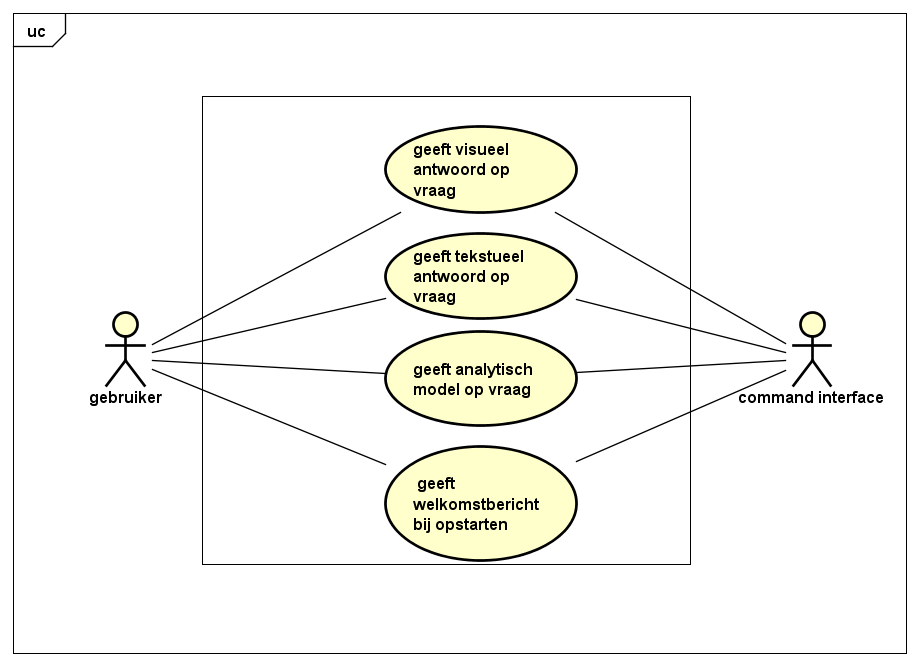 uc
geeft visueel
antwoord op
vraag
geeft tekstueel
antwoord op
vraag
geeft analytisch
model op vraag
geeft
welkomstbericht
bij opstarten
gebruiker
command interface